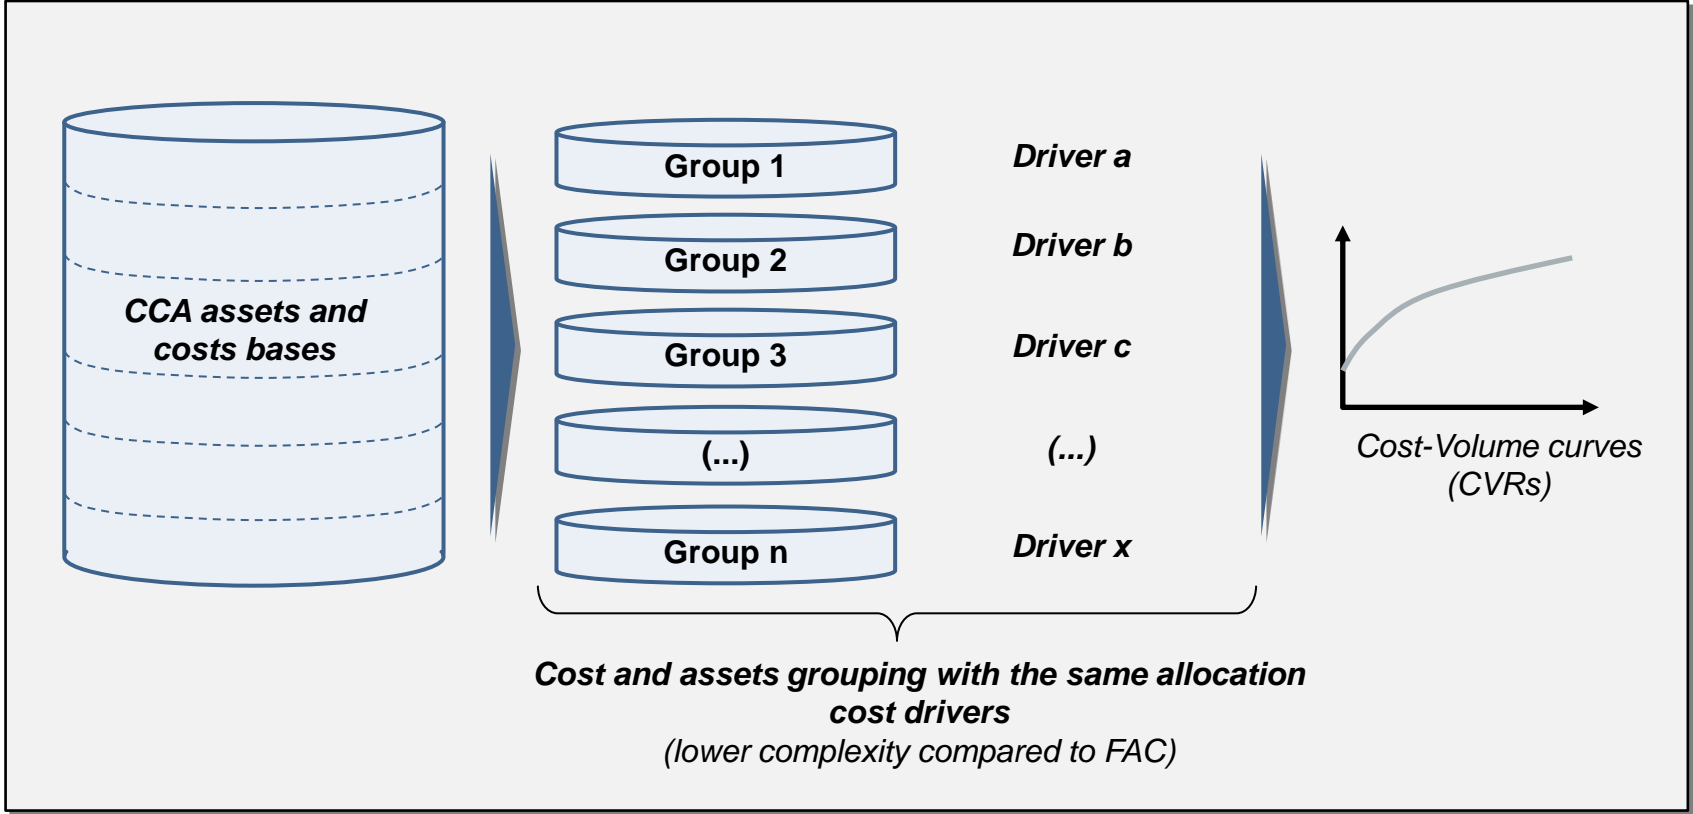 CCA assets and
costs bases
Group 1
Driver a
Group 2
Driver b
Group 3
Driver c
(...)
(...)
Group n
Driver x
Cost-Volume curves
(CVRs)
Cost and assets grouping with the same allocation
cost drivers
(lower complexity compared to FAC)